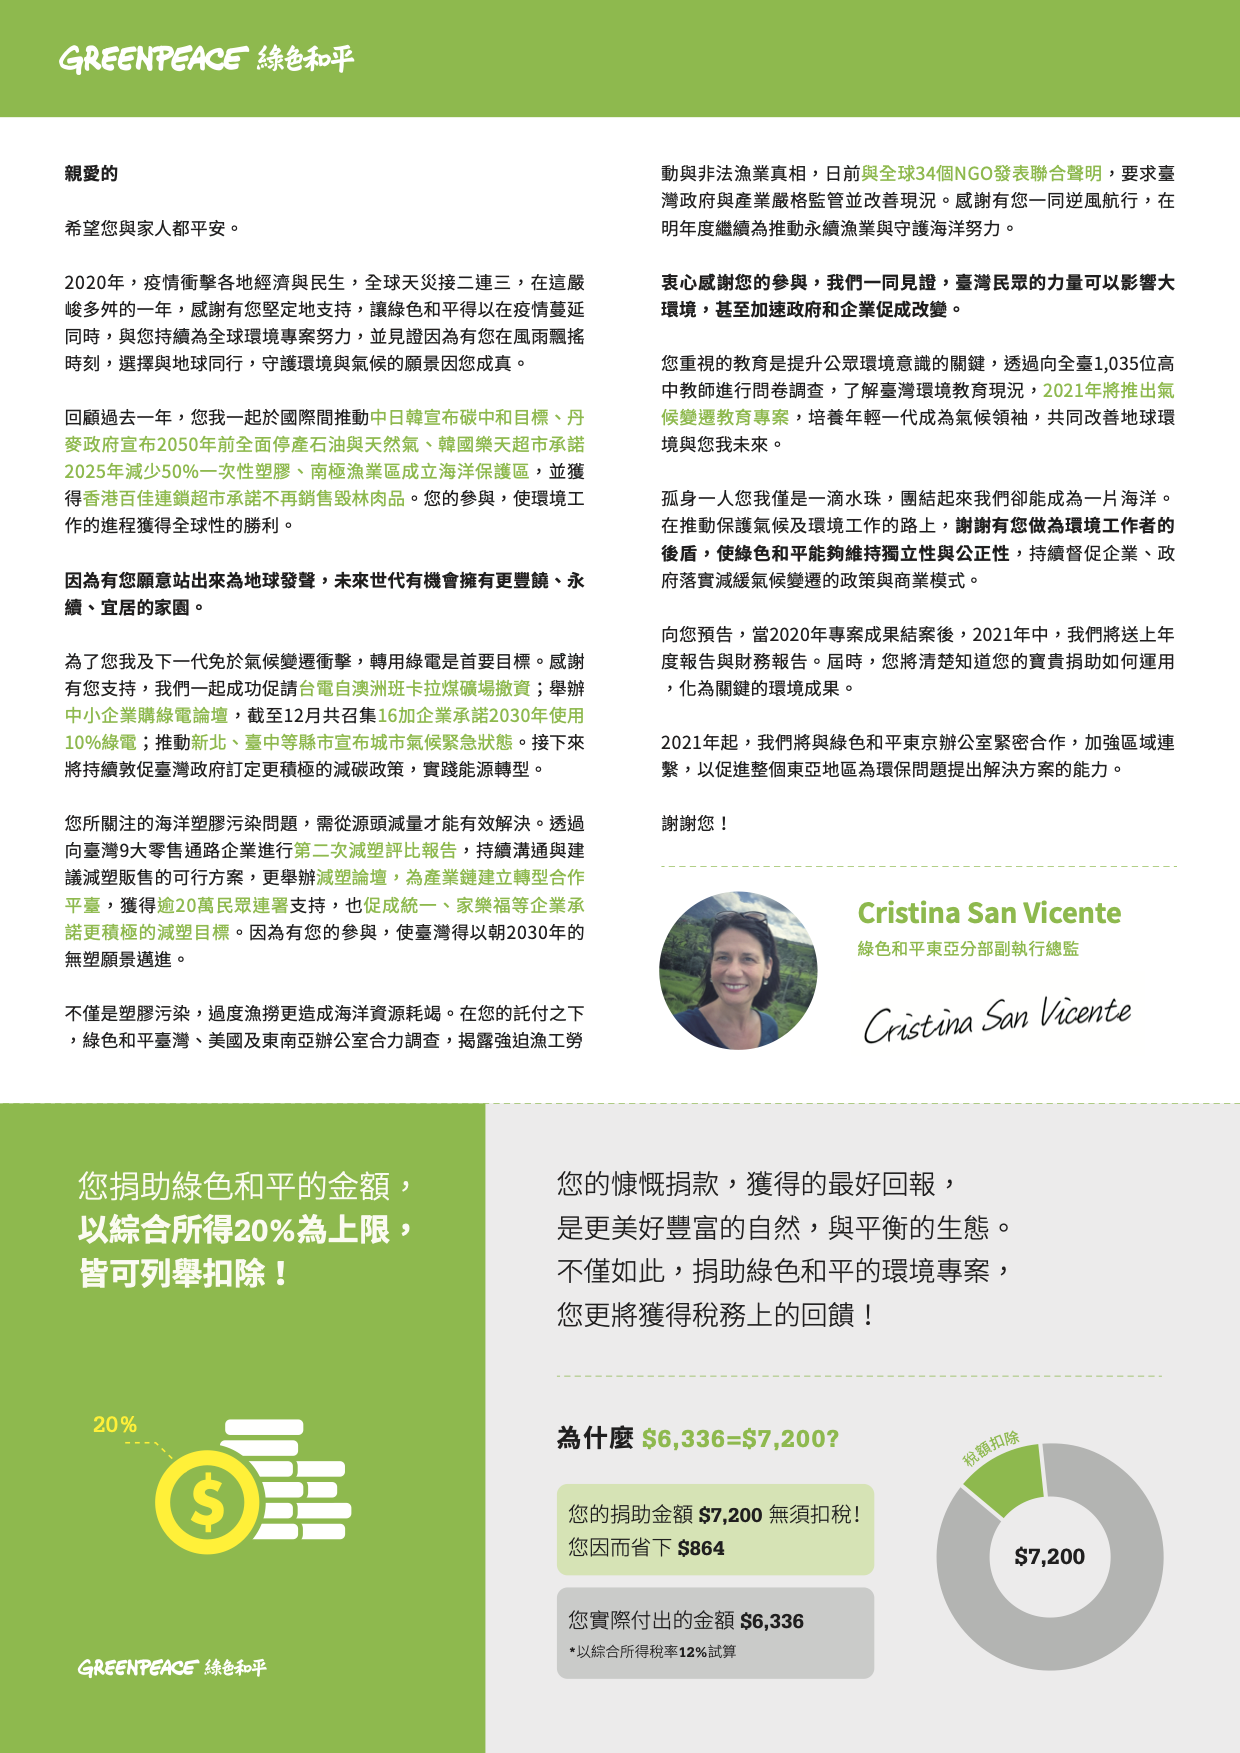 GREENPEACE 綠色和平
親愛的
希望您與家人都平安。
2020年，疫情衝擊各地經濟與民生，全球天災接二連三，在這嚴
峻多舛的一年，感謝有您堅定地支持，讓綠色和平得以在疫情蔓延
同時，與您持續為全球環境專案努力，並見證因為有您在風雨飄搖
時刻，選擇與地球同行，守護環境與氣候的願景因您成真。
回顧過去一年，您我一起於國際間推動中日韓宣布碳中和目標、丹
麥政府宣布2050年前全面停產石油與天然氣、韓國樂天超市承諾
2025年減少50%一次性塑膠、南極漁業區成立海洋保護區，並獲
得香港百佳連鎖超市承諾不再銷售毀林肉品。您的參與，使環境工
作的進程獲得全球性的勝利。
因為有您願意站出來為地球發聲，未來世代有機會擁有更豐饒、永
續、宜居的家園。
為了您我及下一代免於氣候變遷衝擊，轉用綠電是首要目標。感謝
有您支持，我們一起成功促請台電自澳洲班卡拉煤礦場撤資；舉辦
中小企業購綠電論壇，截至12月共召集16加企業承諾2030年使用
10%綠電；推動新北、臺中等縣市宣布城市氣候緊急狀態。接下來
將持續敦促臺灣政府訂定更積極的減碳政策，實踐能源轉型。
您所關注的海洋塑膠污染問題，需從源頭減量才能有效解決。透過
向臺灣9大零售通路企業進行第二次減塑評比報告，持續溝通與建
議減塑販售的可行方案，更舉辦減塑論壇，為產業鏈建立轉型合作
平臺，獲得逾20萬民眾連署支持，也促成統一、家樂福等企業承
諾更積極的減塑目標。因為有您的參與，使臺灣得以朝2030年的
無塑願景邁進。
不僅是塑膠污染，過度漁撈更造成海洋資源耗竭。在您的託付之下
，綠色和平臺灣、美國及東南亞辦公室合力調查，揭露強迫漁工勞
動與非法漁業真相，日前與全球34個NGO發表聯合聲明，要求臺
灣政府與產業嚴格監管並改善現況。感謝有您一同逆風航行，在
明年度繼續為推動永續漁業與守護海洋努力。
衷心感謝您的參與，我們一同見證，臺灣民眾的力量可以影響大
環境，甚至加速政府和企業促成改變。
您重視的教育是提升公眾環境意識的關鍵，透過向全臺1,035位高
中教師進行問卷調查，了解臺灣環境教育現況，2021年將推出氣
候變遷教育專案，培養年輕一代成為氣候領袖，共同改善地球環
境與您我未來。
孤身一人您我僅是一滴水珠，團結起來我們卻能成為一片海洋。
在推動保護氣候及環境工作的路上，謝謝有您做為環境工作者的
後盾，使綠色和平能夠維持獨立性與公正性，持續督促企業、政
府落實減緩氣候變遷的政策與商業模式。
向您預告，當2020年專案成果結案後，2021年中，我們將送上年
度報告與財務報告。屆時，您將清楚知道您的寶貴捐助如何運用
，化為關鍵的環境成果。
2021年起，我們將與綠色和平東京辦公室緊密合作，加強區域連
繫，以促進整個東亞地區為環保問題提出解決方案的能力。
謝謝您！
Cristina San Vicente
綠色和平東亞分部副執行總監
Cristina San Vicente
您捐助綠色和平的金額，
以綜合所得20%為上限，
皆可列舉扣除！
20%
$
GREENPEACE 綠色和平
您的慷慨捐款，獲得的最好回報，
是更美好豐富的自然，與平衡的生態。
不僅如此，捐助綠色和平的環境專案，
您更將獲得稅務上的回饋！
為什麼 $6,336=$7,200?
您的捐助金額 $7,200 無須扣稅！
您因而省下 $864
您實際付出的金額 $6,336
*以綜合所得稅率12%試算
稅額扣除
$7,200